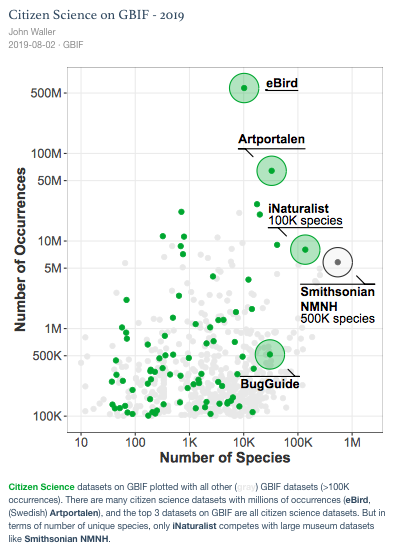 Citizen Science on GBIF - 2019
John Waller
2019-08-02 · GBIF
eBird
500M
Artportalen
100M
50M
iNaturalist
100K species
10M
5M
Smithsonian
NMNH
500K species
1M
500K
BugGuide
100K
Number of Occurrences
10
100
1K
10K
100K
1M
Number of Species
Citizen Science datasets on GBIF plotted with all other (gray) GBIF datasets (>100K
occurrences). There are many citizen science datasets with millions of occurrences (eBird,
(Swedish) Artportalen), and the top 3 datasets on GBIF are all citizen science datasets. But in
terms of number of unique species, only iNaturalist competes with large museum datasets
like Smithsonian NMNH.